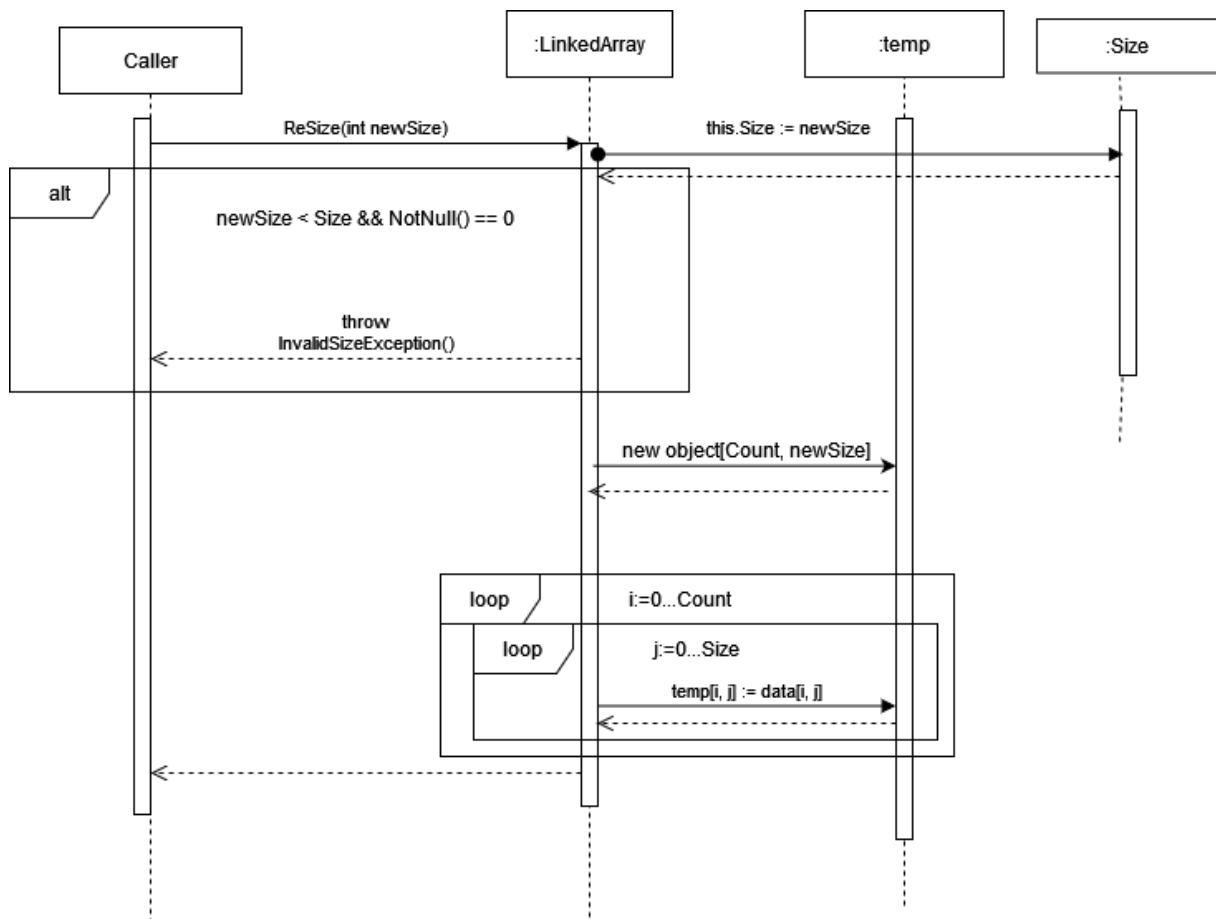 Caller
:LinkedArray
:temp
:Size
ReSize(int newSize)
this.Size := newSize
alt
newSize < Size && NotNull() == 0
throw
InvalidSizeException()
new object[Count, newSize]
loop
i:=0...Count
loop
j:=0...Size
temp[i, j] := data[i, j]